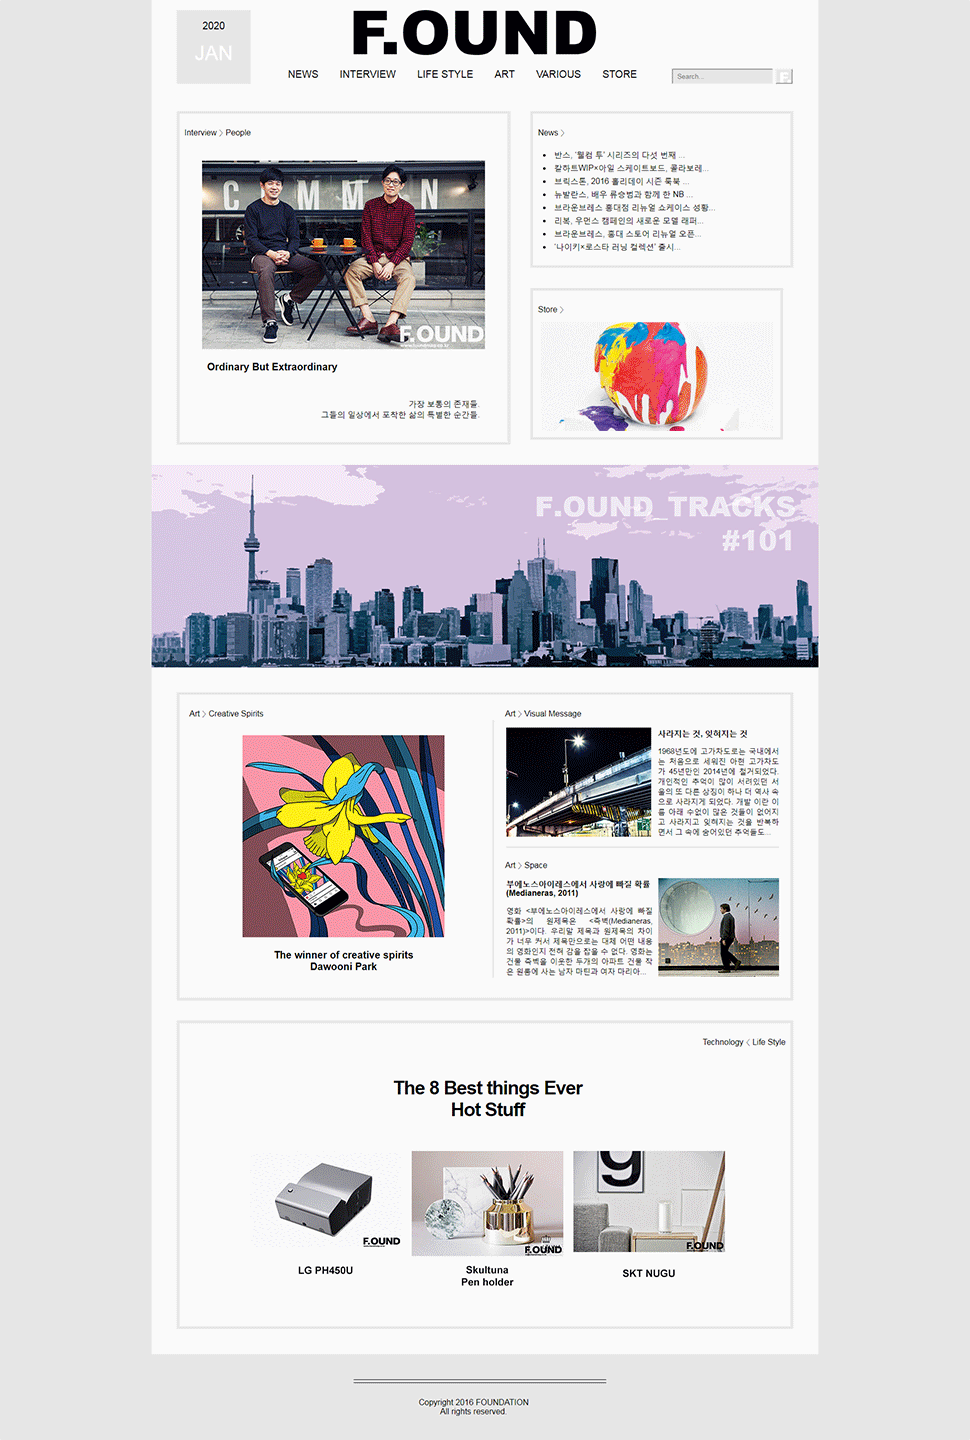 2020
JAN
F.OUND
NEWS INTERVIEW LIFE STYLE ART VARIOUS STORE
Search...
Interview 〉 People
COMMON
F.OUND
Ordinary But Extraordinary
가장 보통의 존재들.
그들의 일상에서 포착한 삶의 특별한 순간들.
News 〉
반스, '웰컴 투' 시리즈의 다섯 번째 ...
칼하트WIP×아일 스케이트보드, 콜라보레...
브릭스톤, 2016 홀리데이 시즌 룩북 ...
뉴발란스, 배우 류승범과 함께 한 NB ...
브라운브레스 홍대점 리뉴얼 쇼케이스 성황...
리복, 우먼스 캠페인의 새로운 모델 래퍼...
브라운브레스, 홍대 스토어 리뉴얼 오픈...
'나이키×로스타 러닝 컬렉션' 출시...
Store 〉
F.OUND TRACKS
#101
Art 〉 Creative Spirits
The winner of creative spirits
Dawooni Park
Art 〉 Visual Message
사라지는 것, 잊혀지는 것
1968년도에 고가차도로는 국내에서
는 처음으로 세워진 아현 고가차도
가 45년만인 2014년에 철거되었다.
개인적인 추억이 많이 서려있던 서
울의 또 다른 상징이 하나 더 역사 속
으로 사라지게 되었다. 개발 이란 이
름 아래 수없이 많은 것들이 없어지
고 사라지고 잊혀지는 것을 반복하
면서 그 속에 숨어있던 추억들도...
Art 〉 Space
부에노스아이레스에서 사랑에 빠질 확률
(Medianeras, 2011)
영화 <부에노스아이레스에서 사랑에 빠질
확률>의 원제목은 <측벽(Medianeras,
2011)>이다. 우리말 제목과 원제목의 차이
가 너무 커서 제목만으로는 대체 어떤 내용
의 영화인지 전혀 감을 잡을 수 없다. 영화는
건물 측벽을 이웃한 두개의 아파트 건물 작
은 원룸에 사는 남자 마틴과 여자 마리아...
Technology 〈 Life Style
The 8 Best things Ever
Hot Stuff
F.OUND
LG PH450U
F.OUND
Skultuna
Pen holder
9
F.OUND
SKT NUGU
Copyright 2016 FOUNDATION
All rights reserved.